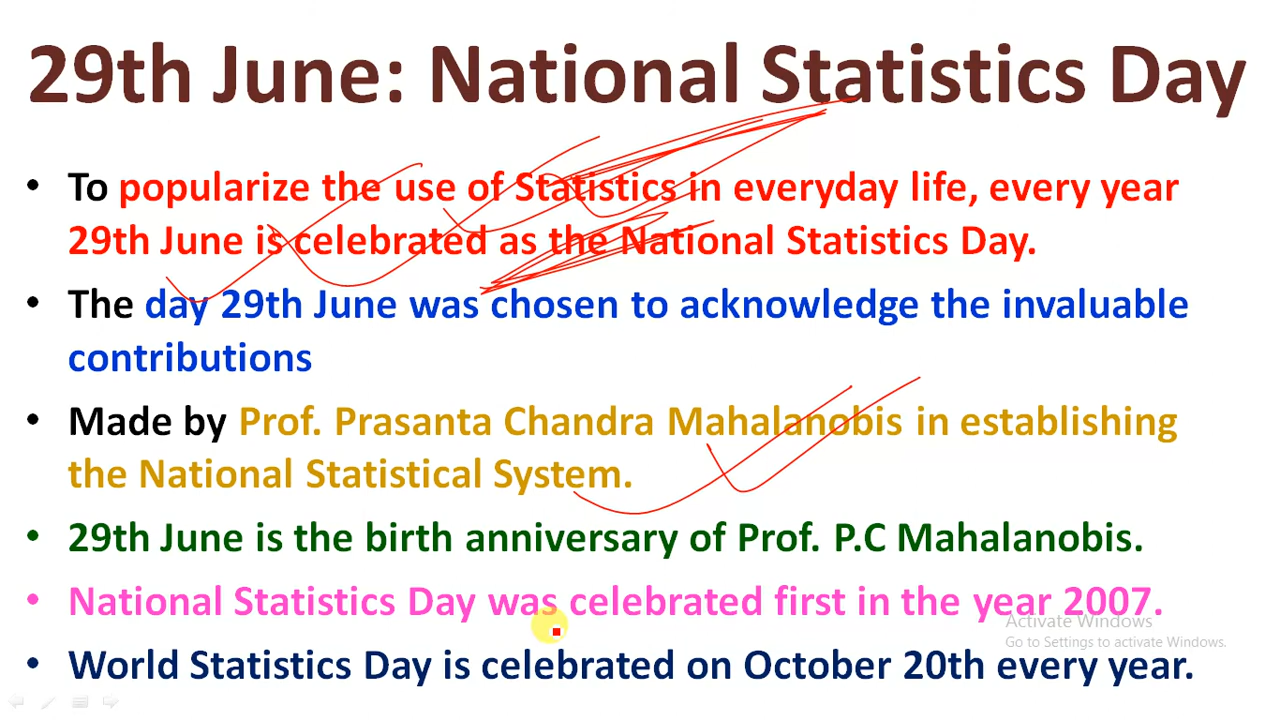 29th June: National Statistics Day
• To popularize the use of Statistics in everyday life, every year
29th June is celebrated as the National Statistics Day.
• The day 29th June was chosen to acknowledge the invaluable
contributions
• Made by Prof. Prasanta Chandra Mahalanobis in establishing
the National Statistical System.
• 29th June is the birth anniversary of Prof. P.C Mahalanobis.
• National Statistics Day was celebrated first in the year 2007.
Activate Windows
Go to Settings to activate Windows.
• World Statistics Day is celebrated on October 20th every year.